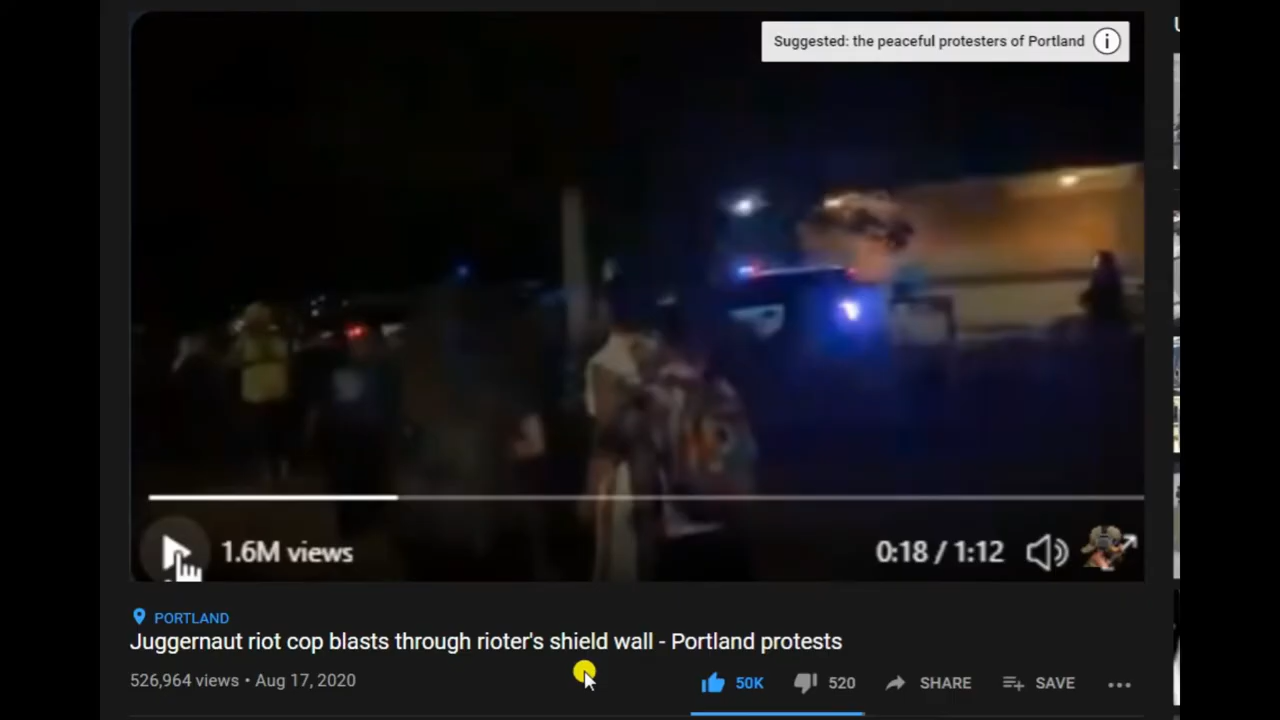 Suggested: the peaceful protesters of Portland
1.6M views
0:18 / 1:12
PORTLAND
Juggernaut riot cop blasts through rioter's shield wall - Portland protests
526,964 views • Aug 17, 2020
50K
520
SHARE
SAVE